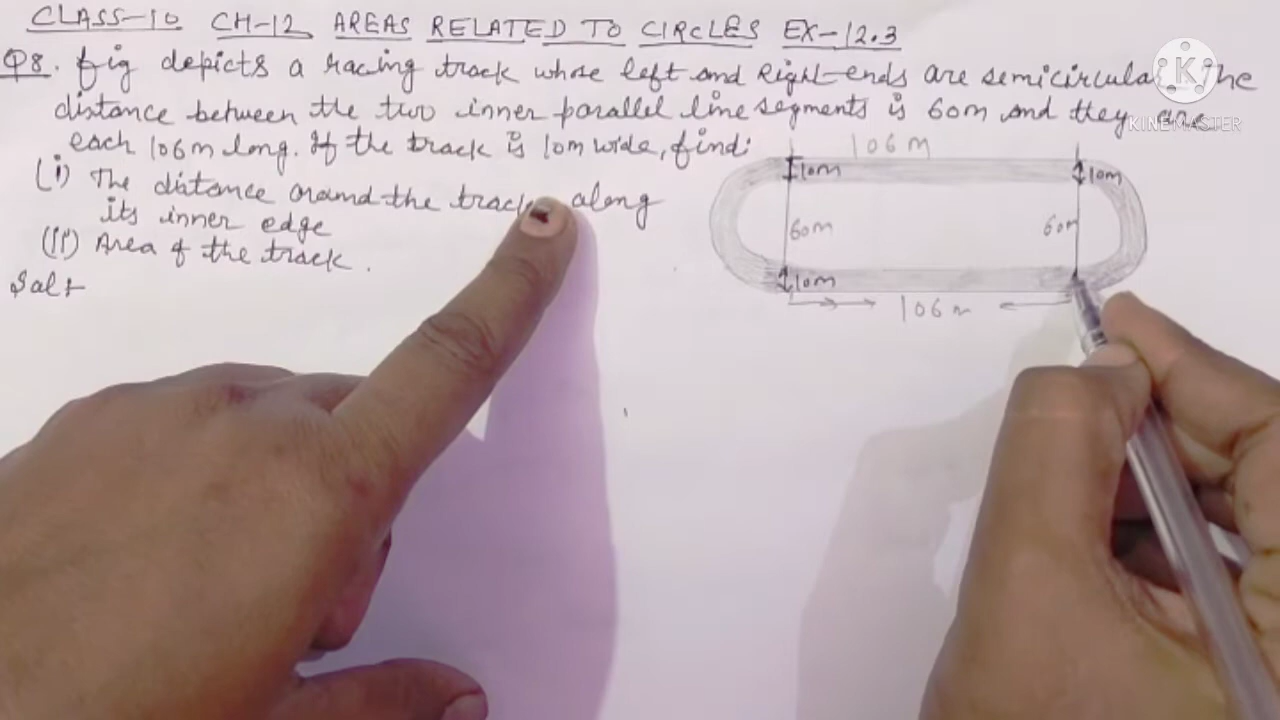 CLASS-10 CH-12 AREAS RELATED TO CIRCLES EX-12.3
Q8. Fig depicts a racing track whose left and Right ends are semicircular. The
distance between the two inner parallel line segments is 60m and they are
each 106m long. If the track is 10m wide, find:
(i) The distance around the track along
its inner edge
(ii) Area of the track.
Sol+
106 m
10m
10m
60m
60m
10m
106 m
K
KINEMASTER